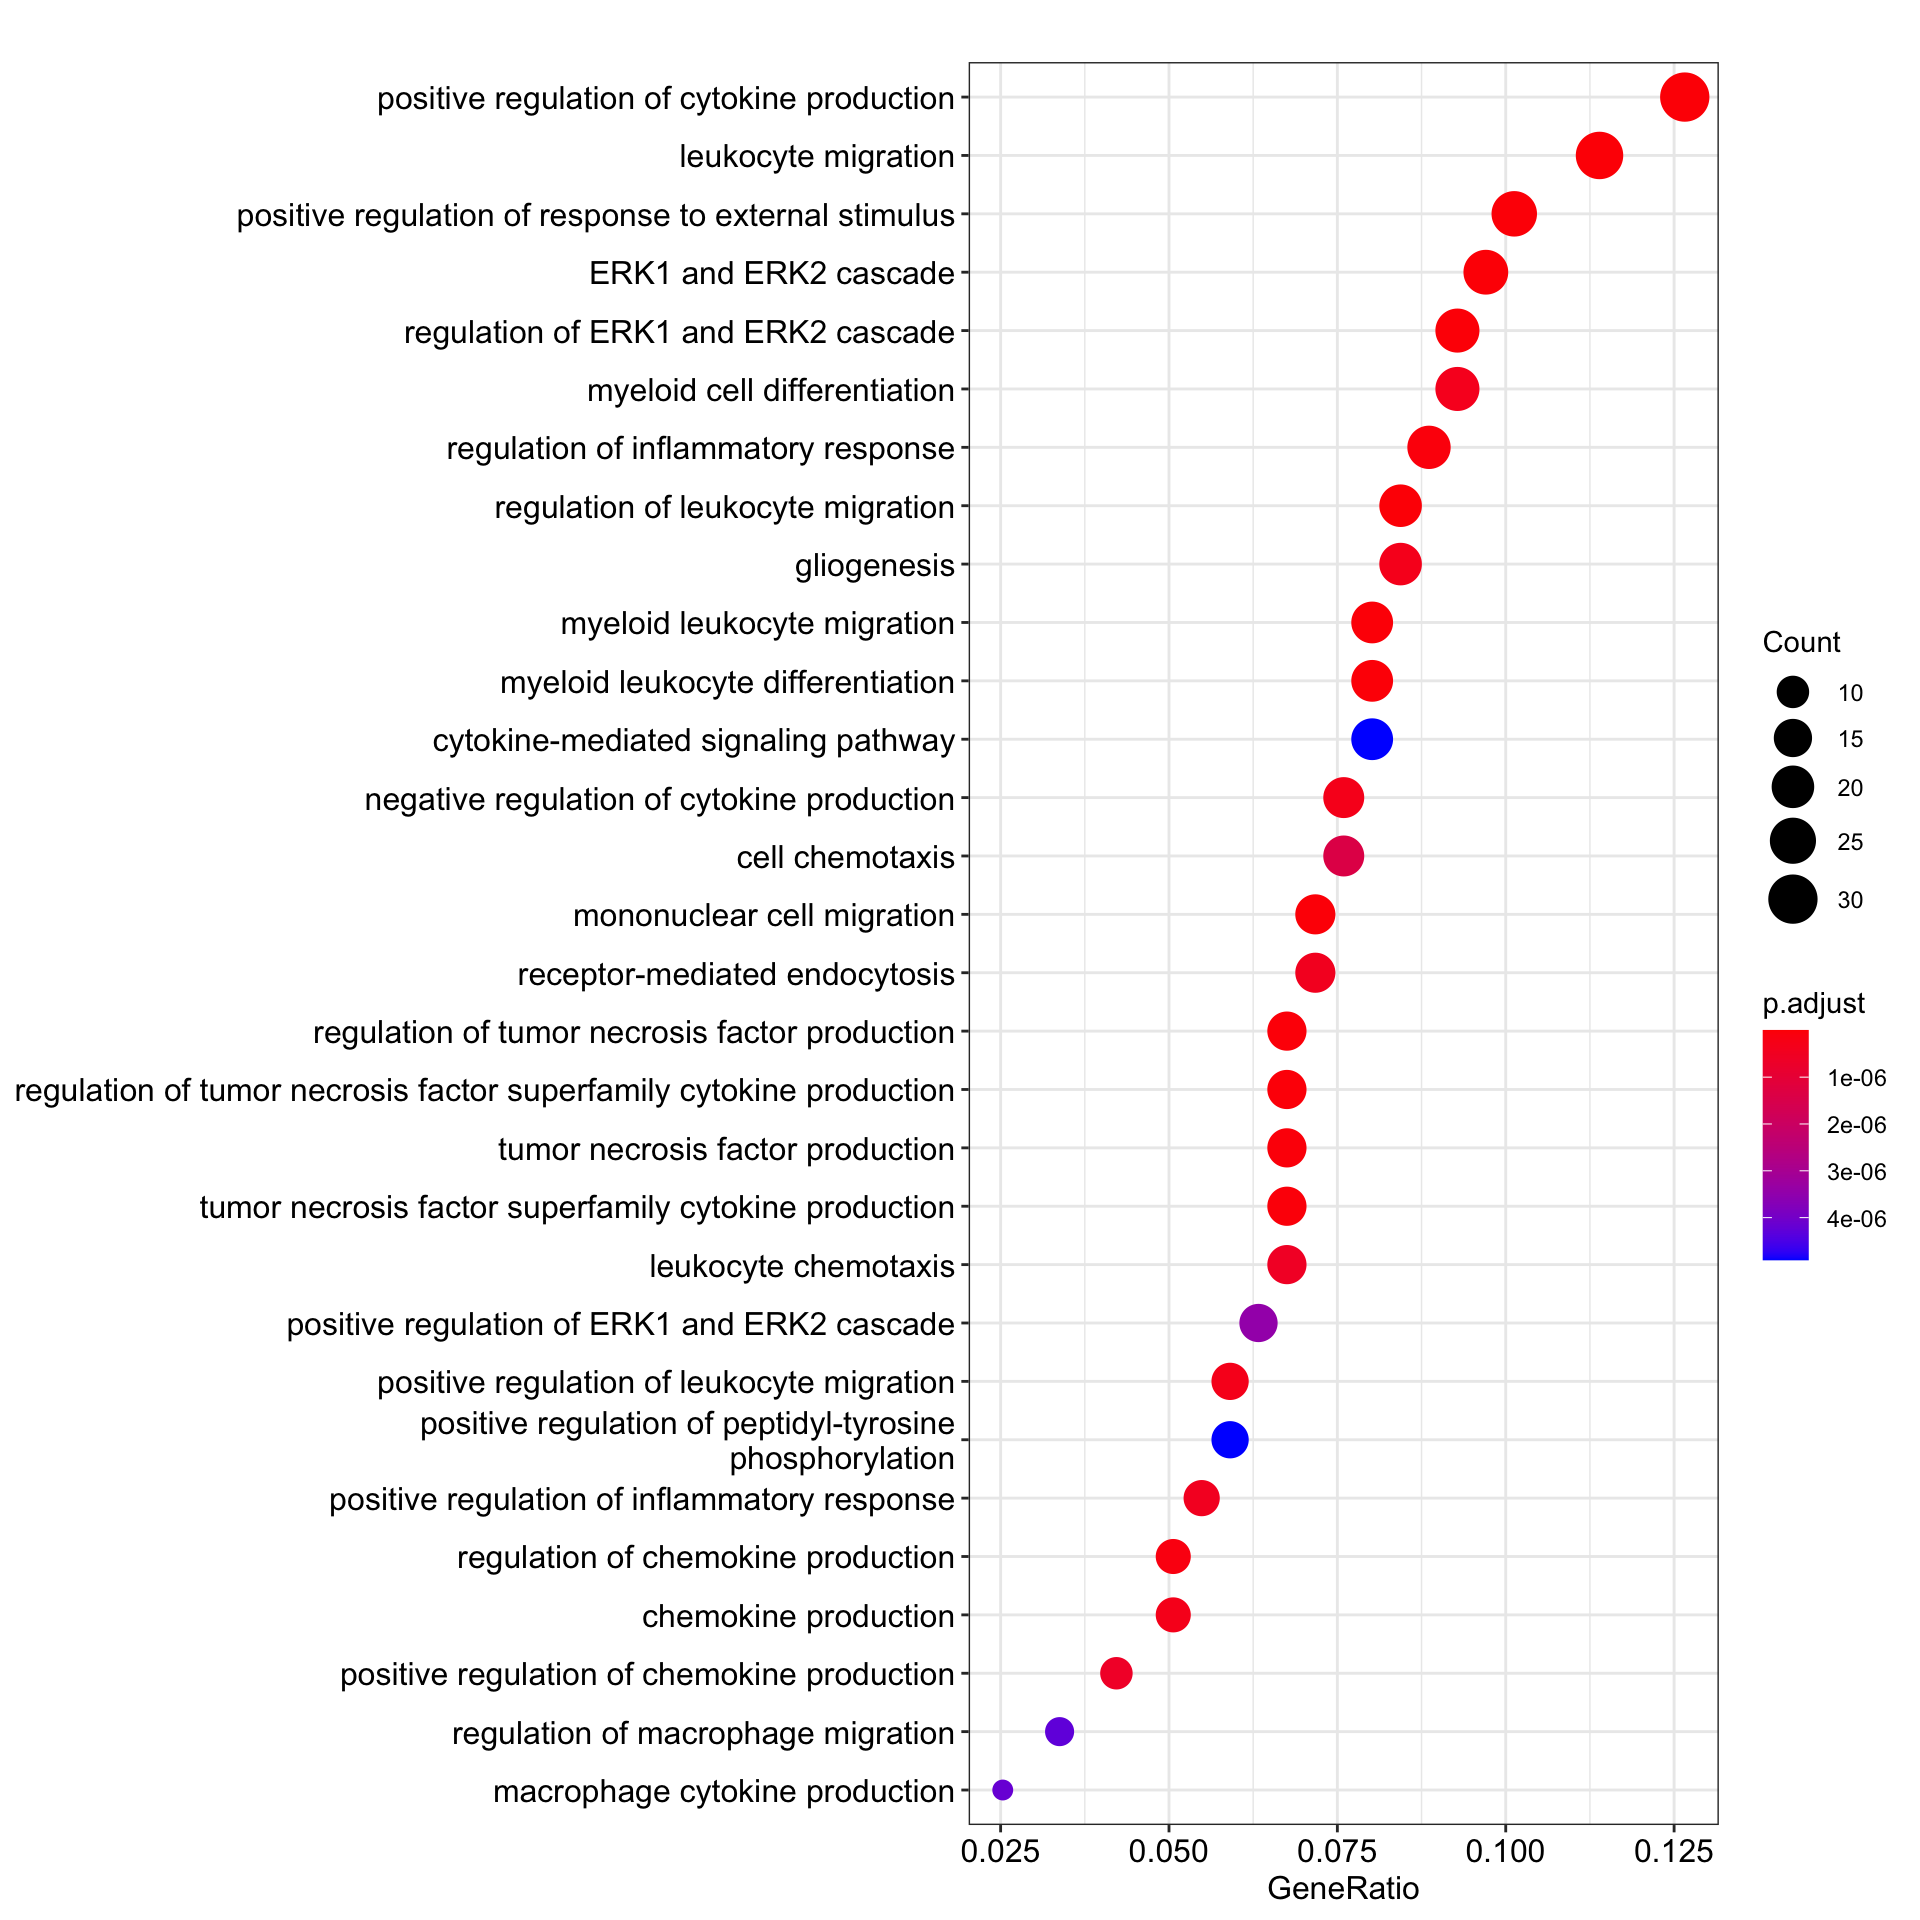 positive regulation of cytokine production
leukocyte migration
positive regulation of response to external stimulus
ERK1 and ERK2 cascade
regulation of ERK1 and ERK2 cascade
myeloid cell differentiation
regulation of inflammatory response
regulation of leukocyte migration
gliogenesis
myeloid leukocyte migration
myeloid leukocyte differentiation
cytokine-mediated signaling pathway
negative regulation of cytokine production
cell chemotaxis
mononuclear cell migration
receptor-mediated endocytosis
regulation of tumor necrosis factor production
regulation of tumor necrosis factor superfamily cytokine production
tumor necrosis factor production
tumor necrosis factor superfamily cytokine production
leukocyte chemotaxis
positive regulation of ERK1 and ERK2 cascade
positive regulation of leukocyte migration
positive regulation of peptidyl-tyrosine
phosphorylation
positive regulation of inflammatory response
regulation of chemokine production
chemokine production
positive regulation of chemokine production
regulation of macrophage migration
macrophage cytokine production
0.025 0.050 0.075 0.100 0.125
GeneRatio
Count
10
15
20
25
30
p.adjust
1e-06
2e-06
3e-06
4e-06